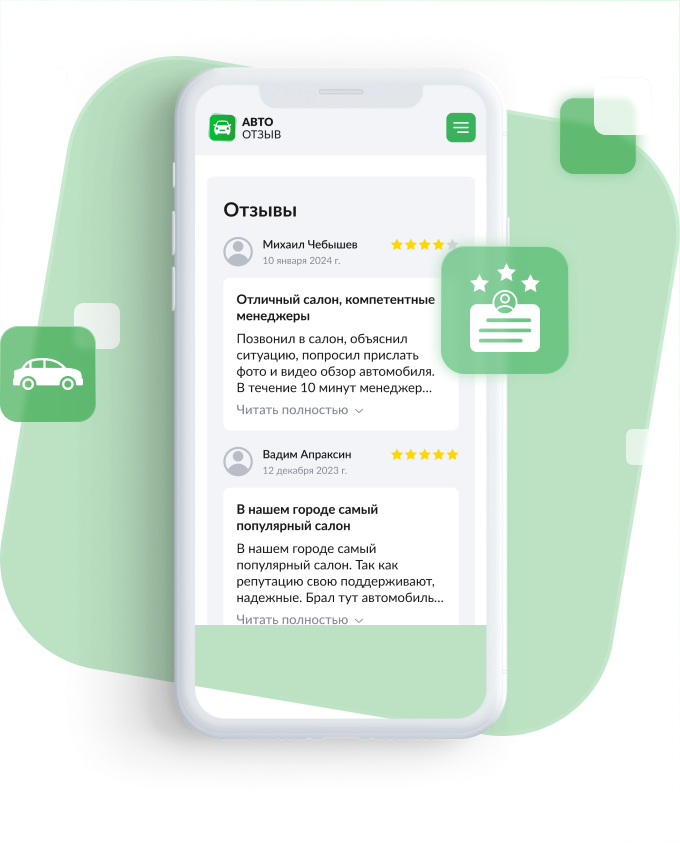 АВТО
ОТЗЫВ
Отзывы
Михаил Чебышев
10 января 2024 г.
Отличный салон, компетентные
менеджеры
Позвонил в салон, объяснил
ситуацию, попросил прислать
фото и видео обзор автомобиля.
В течение 10 минут менеджер...
Читать полностью
Вадим Апраксин
12 декабря 2023 г.
В нашем городе самый
популярный салон
В нашем городе самый
популярный салон. Так как
репутацию свою поддерживают,
надежные. Брал тут автомобиль...
Читать полностью